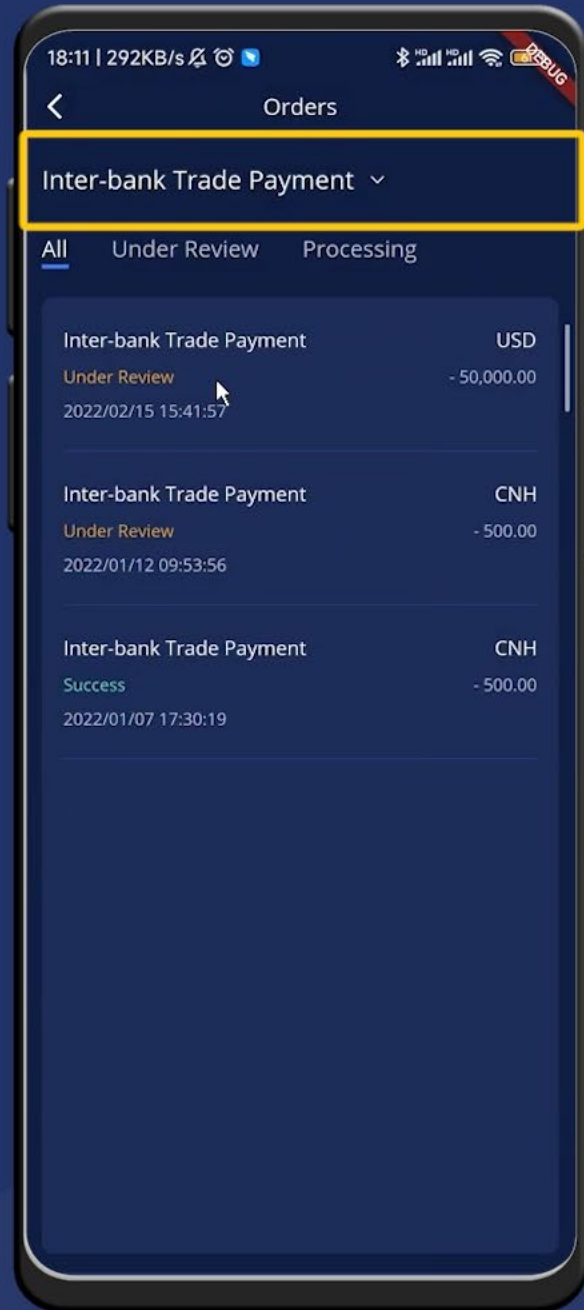 18:11 | 292KB/s
DEBUG
Orders
Inter-bank Trade Payment
All Under Review Processing
Inter-bank Trade Payment USD
Under Review - 50,000.00
2022/02/15 15:41:57
Inter-bank Trade Payment CNH
Under Review - 500.00
2022/01/12 09:53:56
Inter-bank Trade Payment CNH
Success - 500.00
2022/01/07 17:30:19